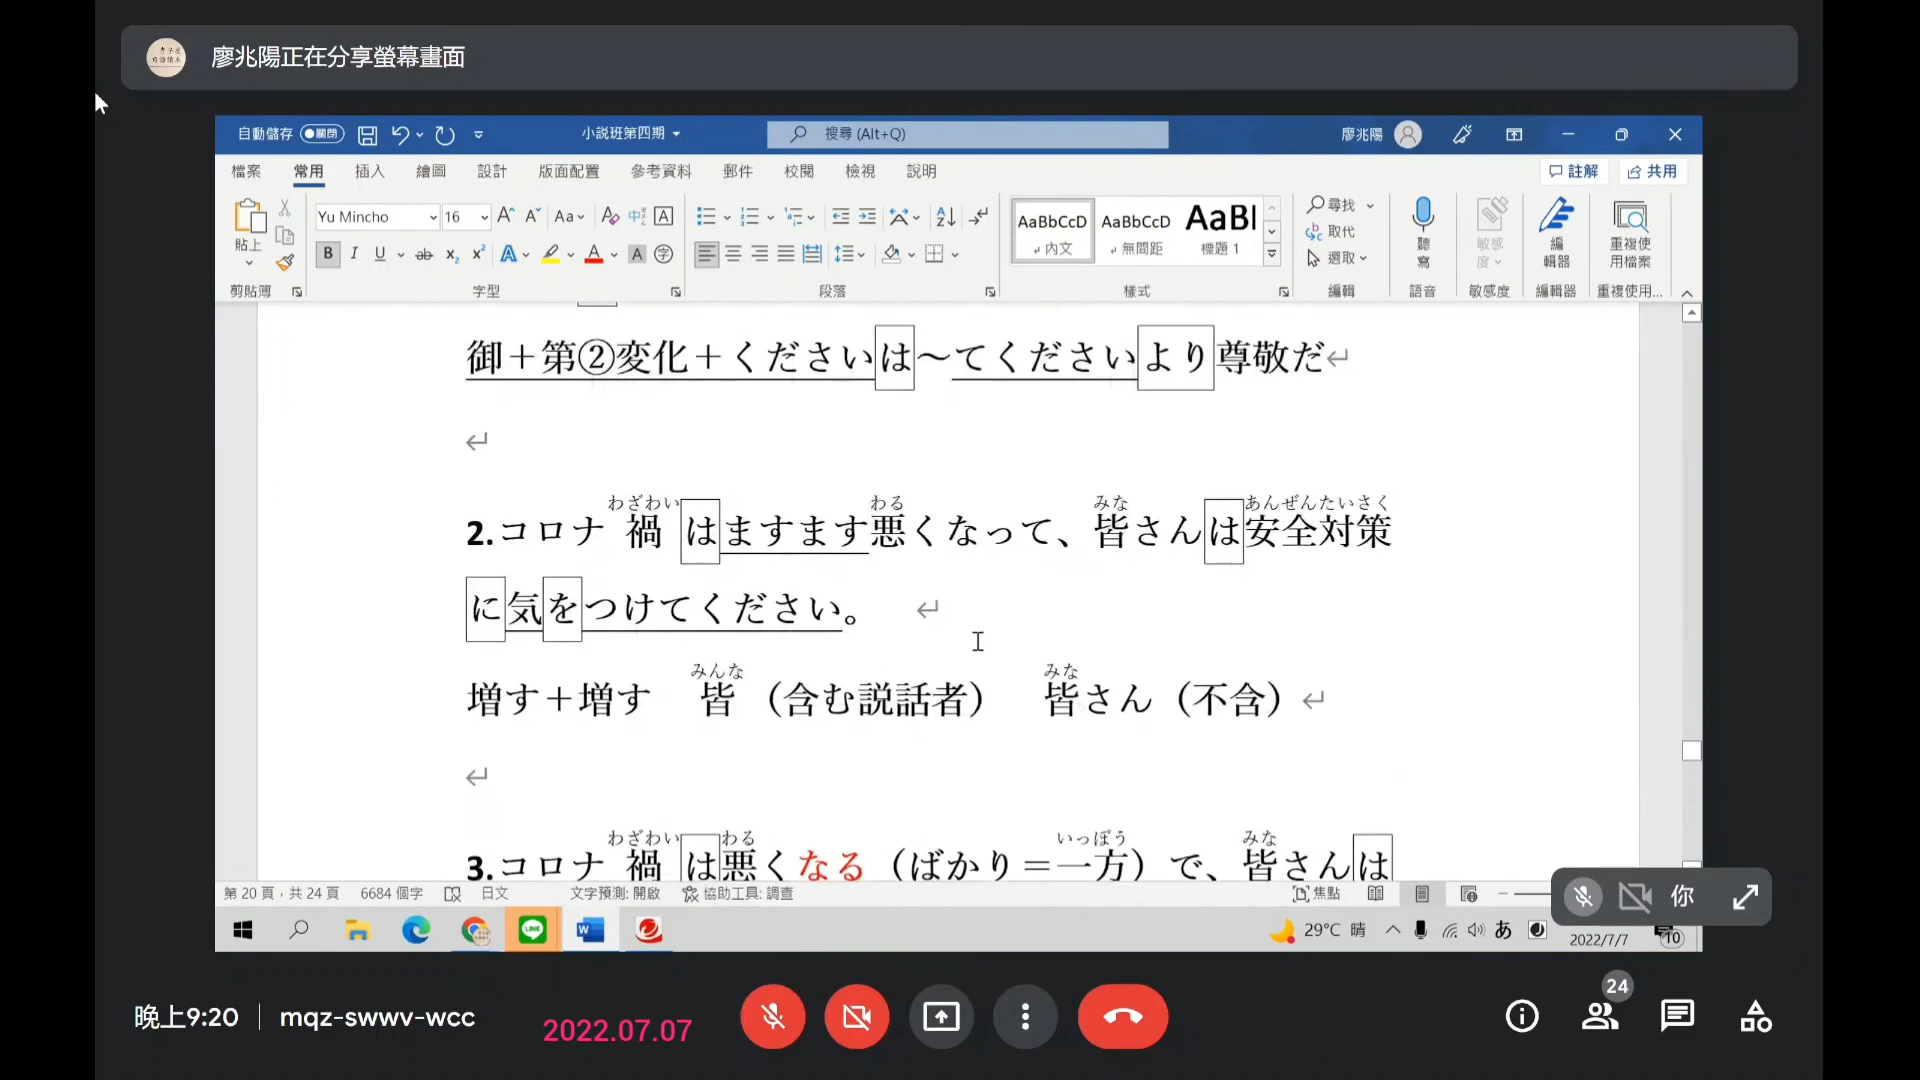 廖兆陽正在分享螢幕畫面
自動儲存 關閉 小説班第四期 搜尋 (Alt+Q) 廖兆陽
檔案 常用 插入 繪圖 設計 版面配置 參考資料 郵件 校閱 檢視 說明 註解 共用
貼上 Yu Mincho 16 AaBbCcD AaBbCcD AaBl 尋找 取代 選取
內文 無間距 標題 1 聽寫 敏感度 編輯器 重複使用檔案
剪貼簿 字型 段落 樣式 編輯 語音 敏感度 編輯器 重複使用...
御＋第②変化＋くださいは～てくださいより尊敬だ
わざわい わる みな あんぜんたいさく
2.コロナ 禍はますます悪くなって、皆さんは安全対策
に気をつけてください。
みんな みな
増す＋増す 皆（含む説話者） 皆さん（不含）
わざわい わる いっぽう みな
3.コロナ 禍は悪くなる（ばかり＝一方）で、皆さんは
第 20 頁，共 24 頁 6684 個字 日文 文字預測: 開啟 協助工具: 調查 焦點
你
29°C 晴 あ 2022/7/7 10
晚上9:20 mqz-swwv-wcc 2022.07.07 24